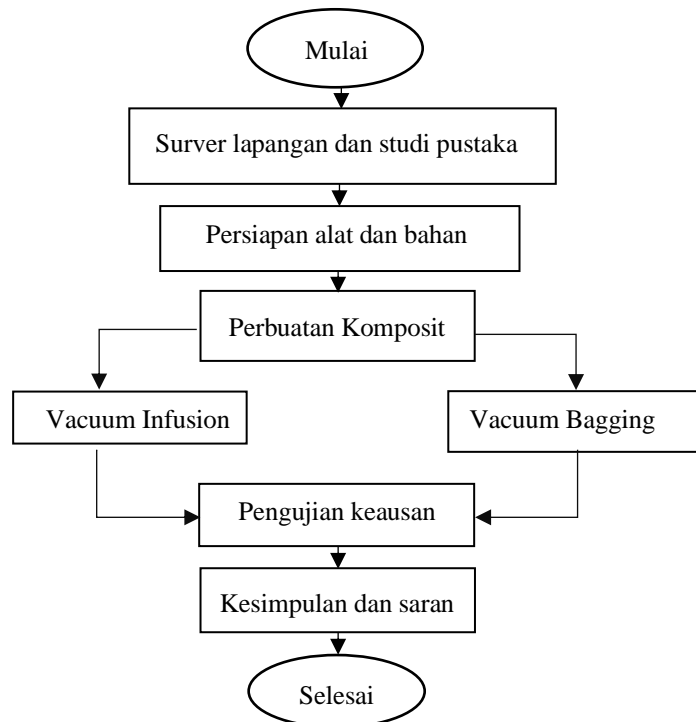 Mulai
Surver lapangan dan studi pustaka
Persiapan alat dan bahan
Perbuatan Komposit
Vacuum Infusion
Vacuum Bagging
Pengujian keausan
Kesimpulan dan saran
Selesai